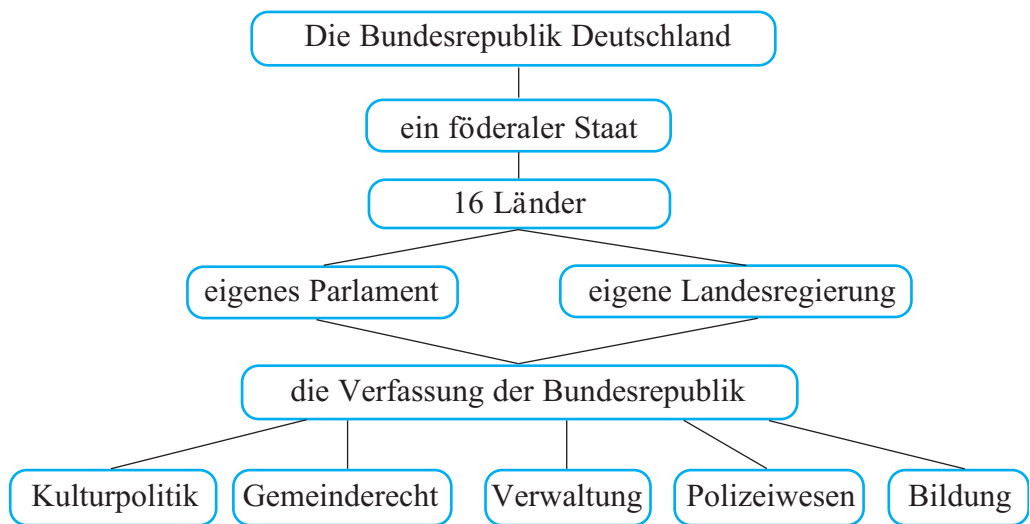 Die Bundesrepublik Deutschland
ein föderaler Staat
16 Länder
eigenes Parlament
eigene Landesregierung
die Verfassung der Bundesrepublik
Kulturpolitik
Gemeinderecht
Verwaltung
Polizeiwesen
Bildung